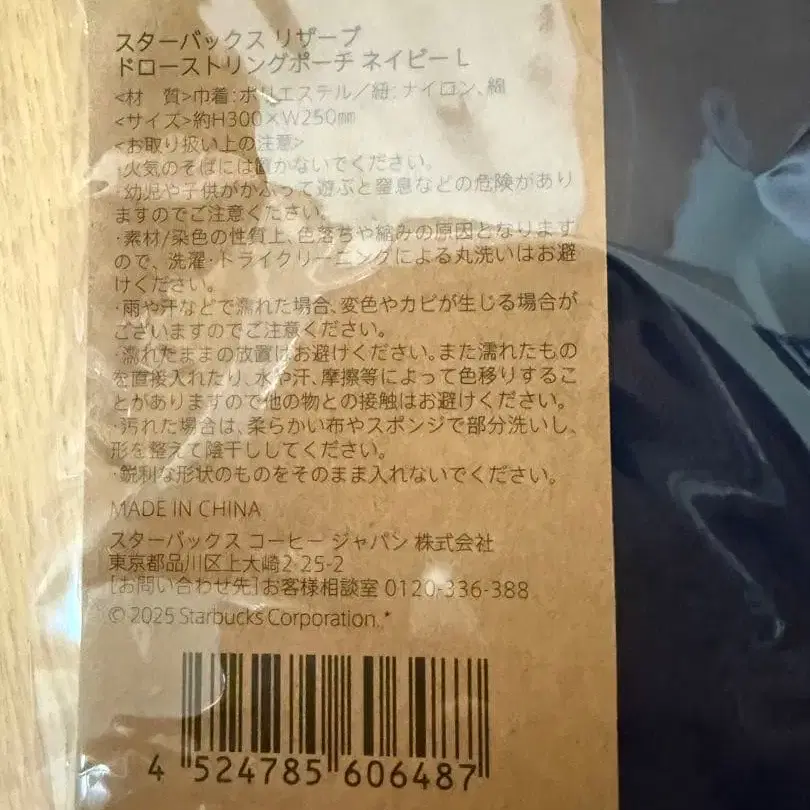 スターバックス リザーブ
ドローストリングポーチ ネイビー L
<材　質>巾着:ポリエステル/紐:ナイロン、綿
<サイズ>約H300×W250mm
<お取り扱い上の注意>
・火気のそばには置かないでください。
・幼児や子供がかぶって遊ぶと窒息などの危険があり
ますのでご注意ください。
・素材/染色の性質上、色落ちや縮みの原因となります
ので、洗濯・ドライクリーニングによる丸洗いはお避
けください。
・雨や汗などで濡れた場合、変色やカビが生じる場合が
ございますのでご注意ください。
・濡れたままの放置はお避けください。また濡れたもの
を直接入れたり、水や汗、摩擦等によって色移りするこ
とがありますので他の物との接触はお避けください。
・汚れた場合は、柔らかい布やスポンジで部分洗いし、
形を整えて陰干ししてください。
・鋭利な形状のものをそのまま入れないでください。
MADE IN CHINA
スターバックス コーヒー ジャパン 株式会社
東京都品川区上大崎2-25-2
[お問い合わせ先]お客様相談室 0120-336-388
© 2025 Starbucks Corporation.*
4 524785 606487